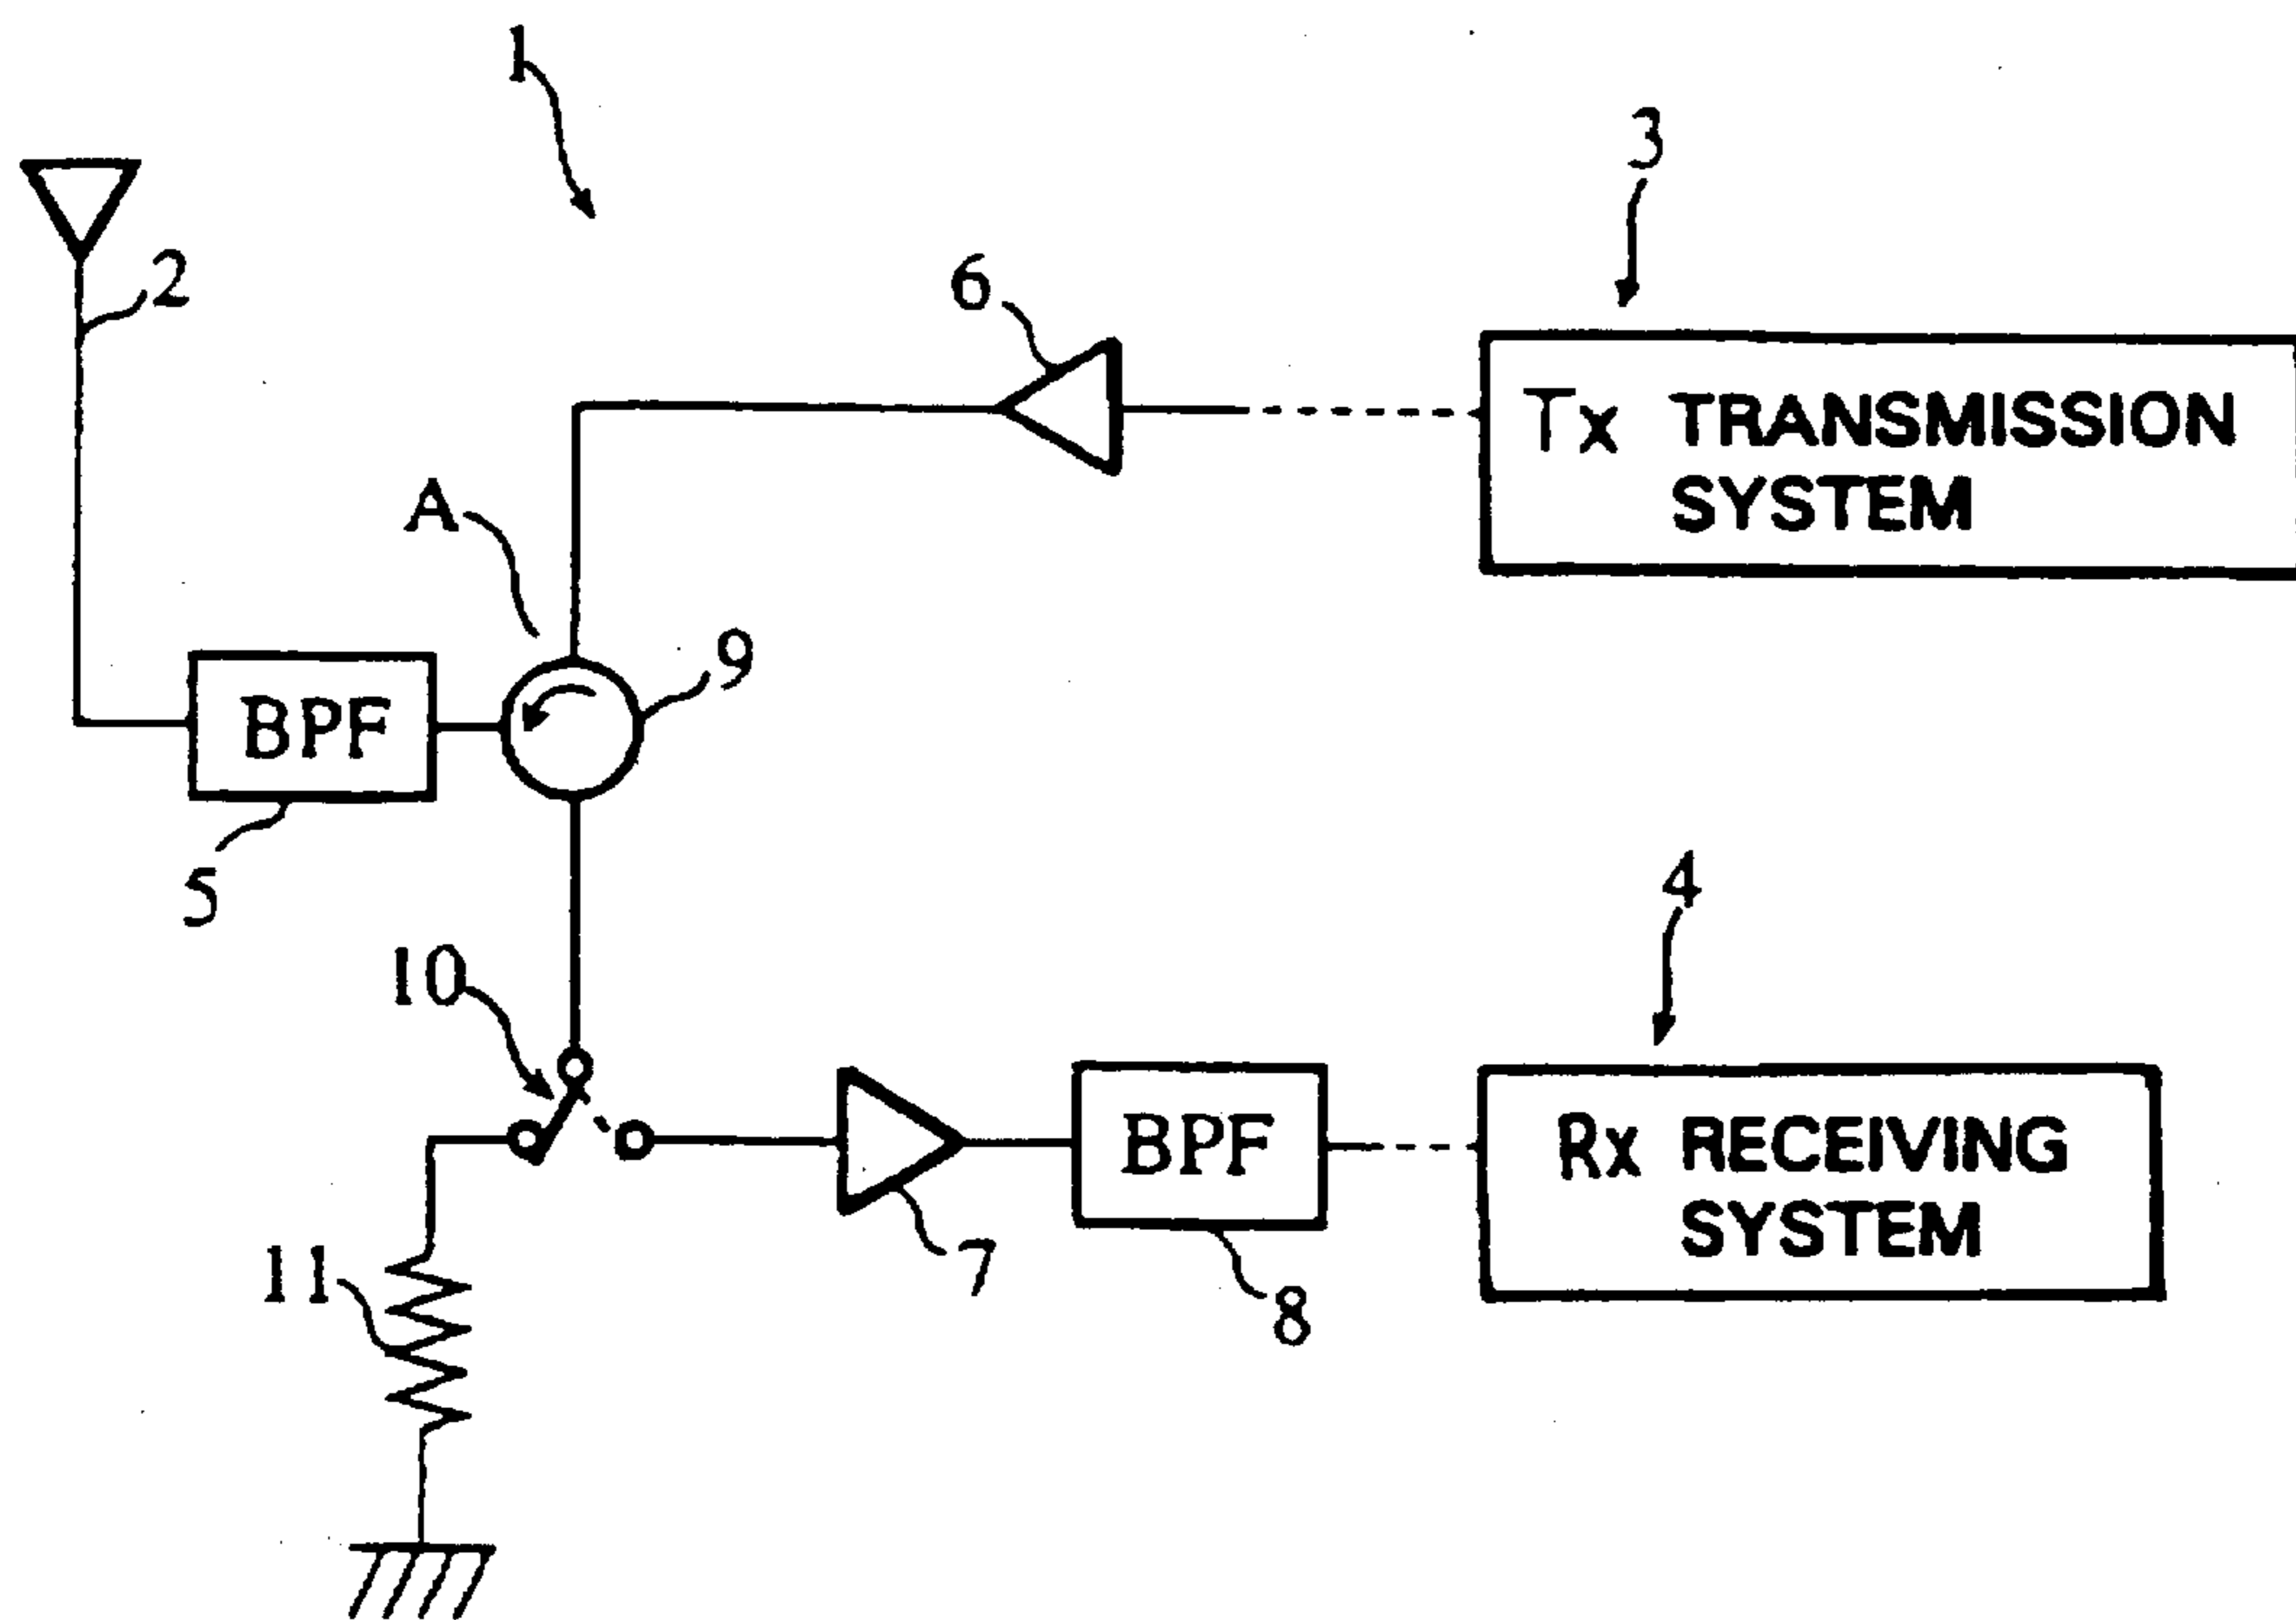 1
3
2
6
Tx TRANSMISSION
SYSTEM
A
9
BPF
5
4
10
BPF
Rx RECEIVING
SYSTEM
7
11
8